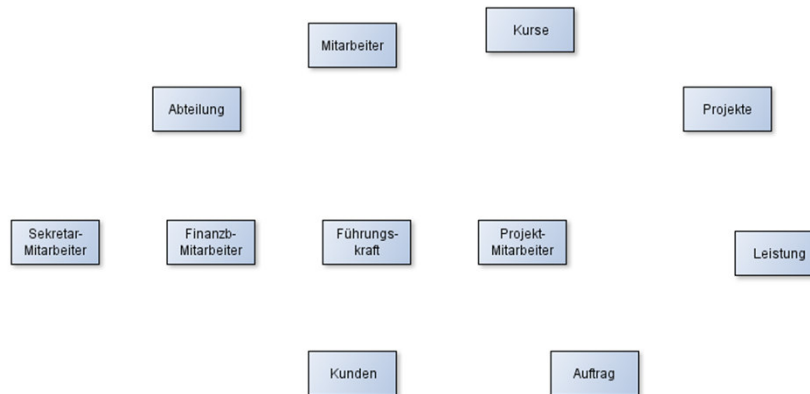 Kurse
Mitarbeiter
Abteilung
Projekte
Sekretar-
Mitarbeiter
Finanzb-
Mitarbeiter
Führungs-
kraft
Projekt-
Mitarbeiter
Leistung
Kunden
Auftrag